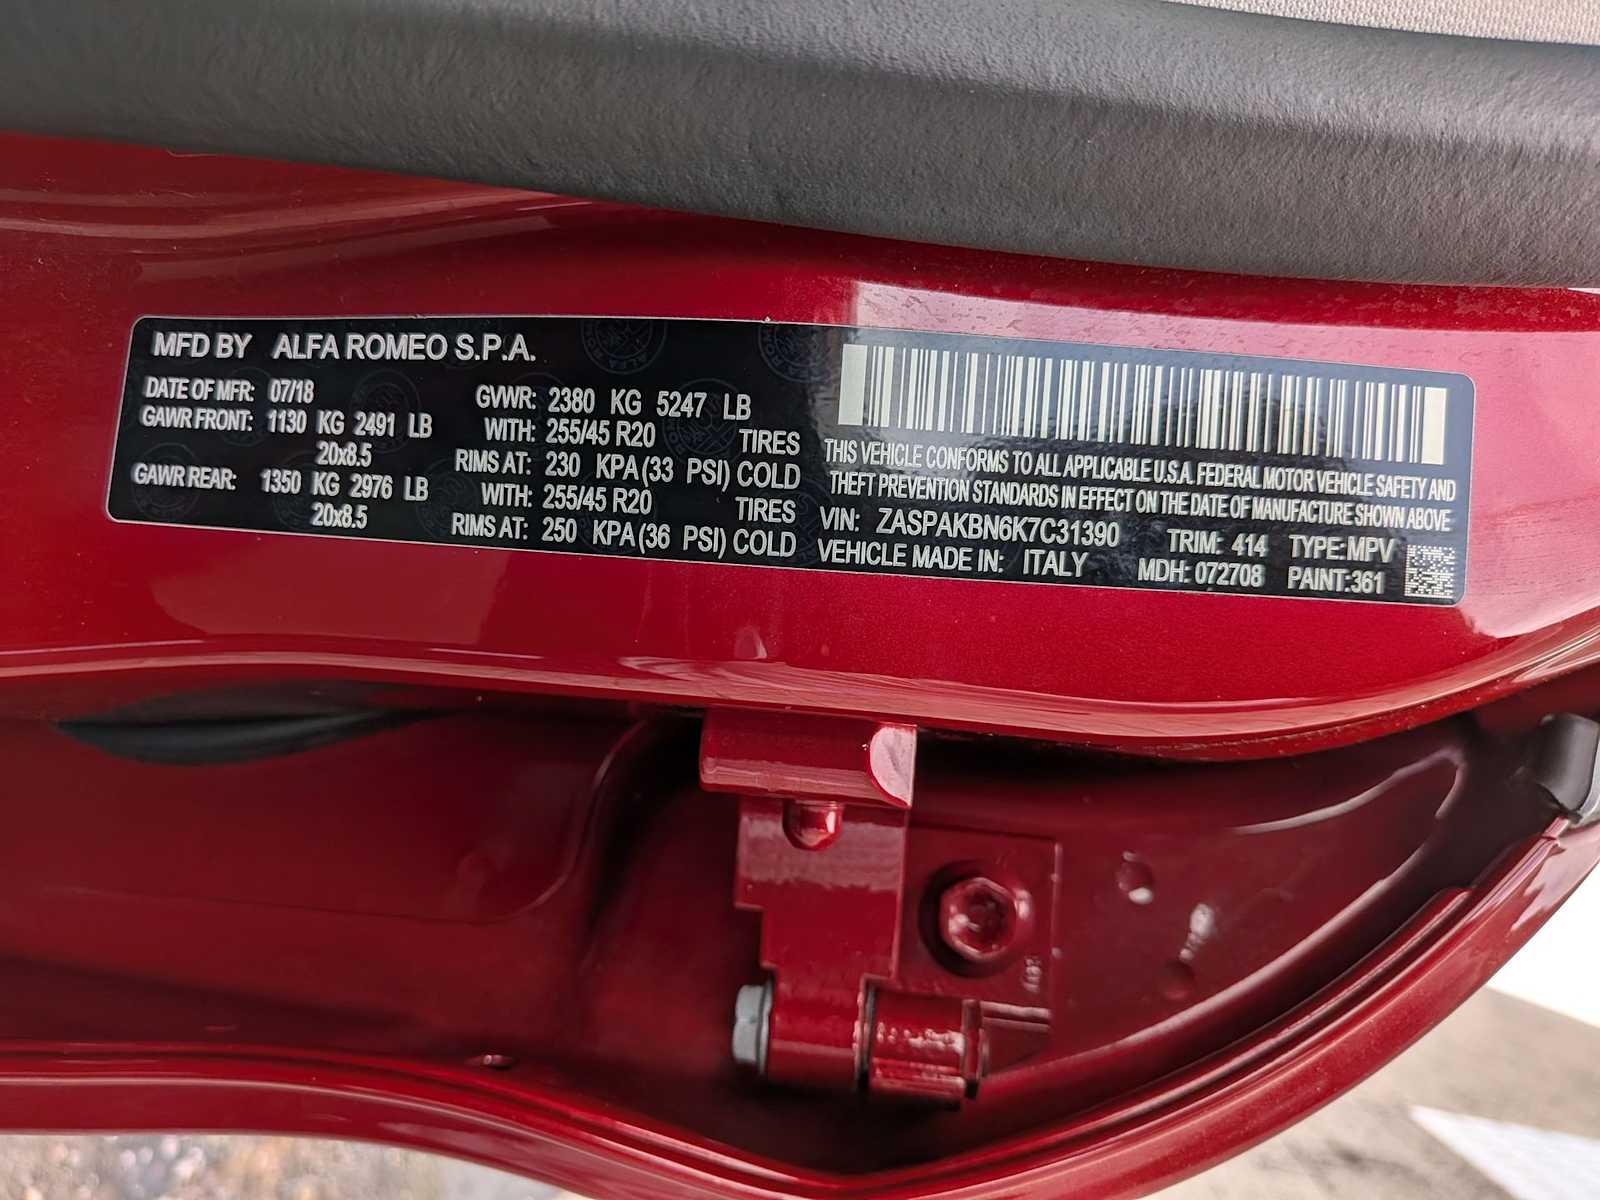 MFD BY ALFA ROMEO S.P.A.
DATE OF MFR: 07/18 GVWR: 2380 KG 5247 LB
GAWR FRONT: 1130 KG 2491 LB WITH: 255/45 R20 TIRES
20x8.5 RIMS AT: 230 KPA (33 PSI) COLD
GAWR REAR: 1350 KG 2976 LB WITH: 255/45 R20 TIRES
20x8.5 RIMS AT: 250 KPA (36 PSI) COLD
THIS VEHICLE CONFORMS TO ALL APPLICABLE U.S.A. FEDERAL MOTOR VEHICLE SAFETY AND
THEFT PREVENTION STANDARDS IN EFFECT ON THE DATE OF MANUFACTURE SHOWN ABOVE
VIN: ZASPAKBN6K7C31390 TRIM: 414 TYPE: MPV
VEHICLE MADE IN: ITALY MDH: 072708 PAINT:361